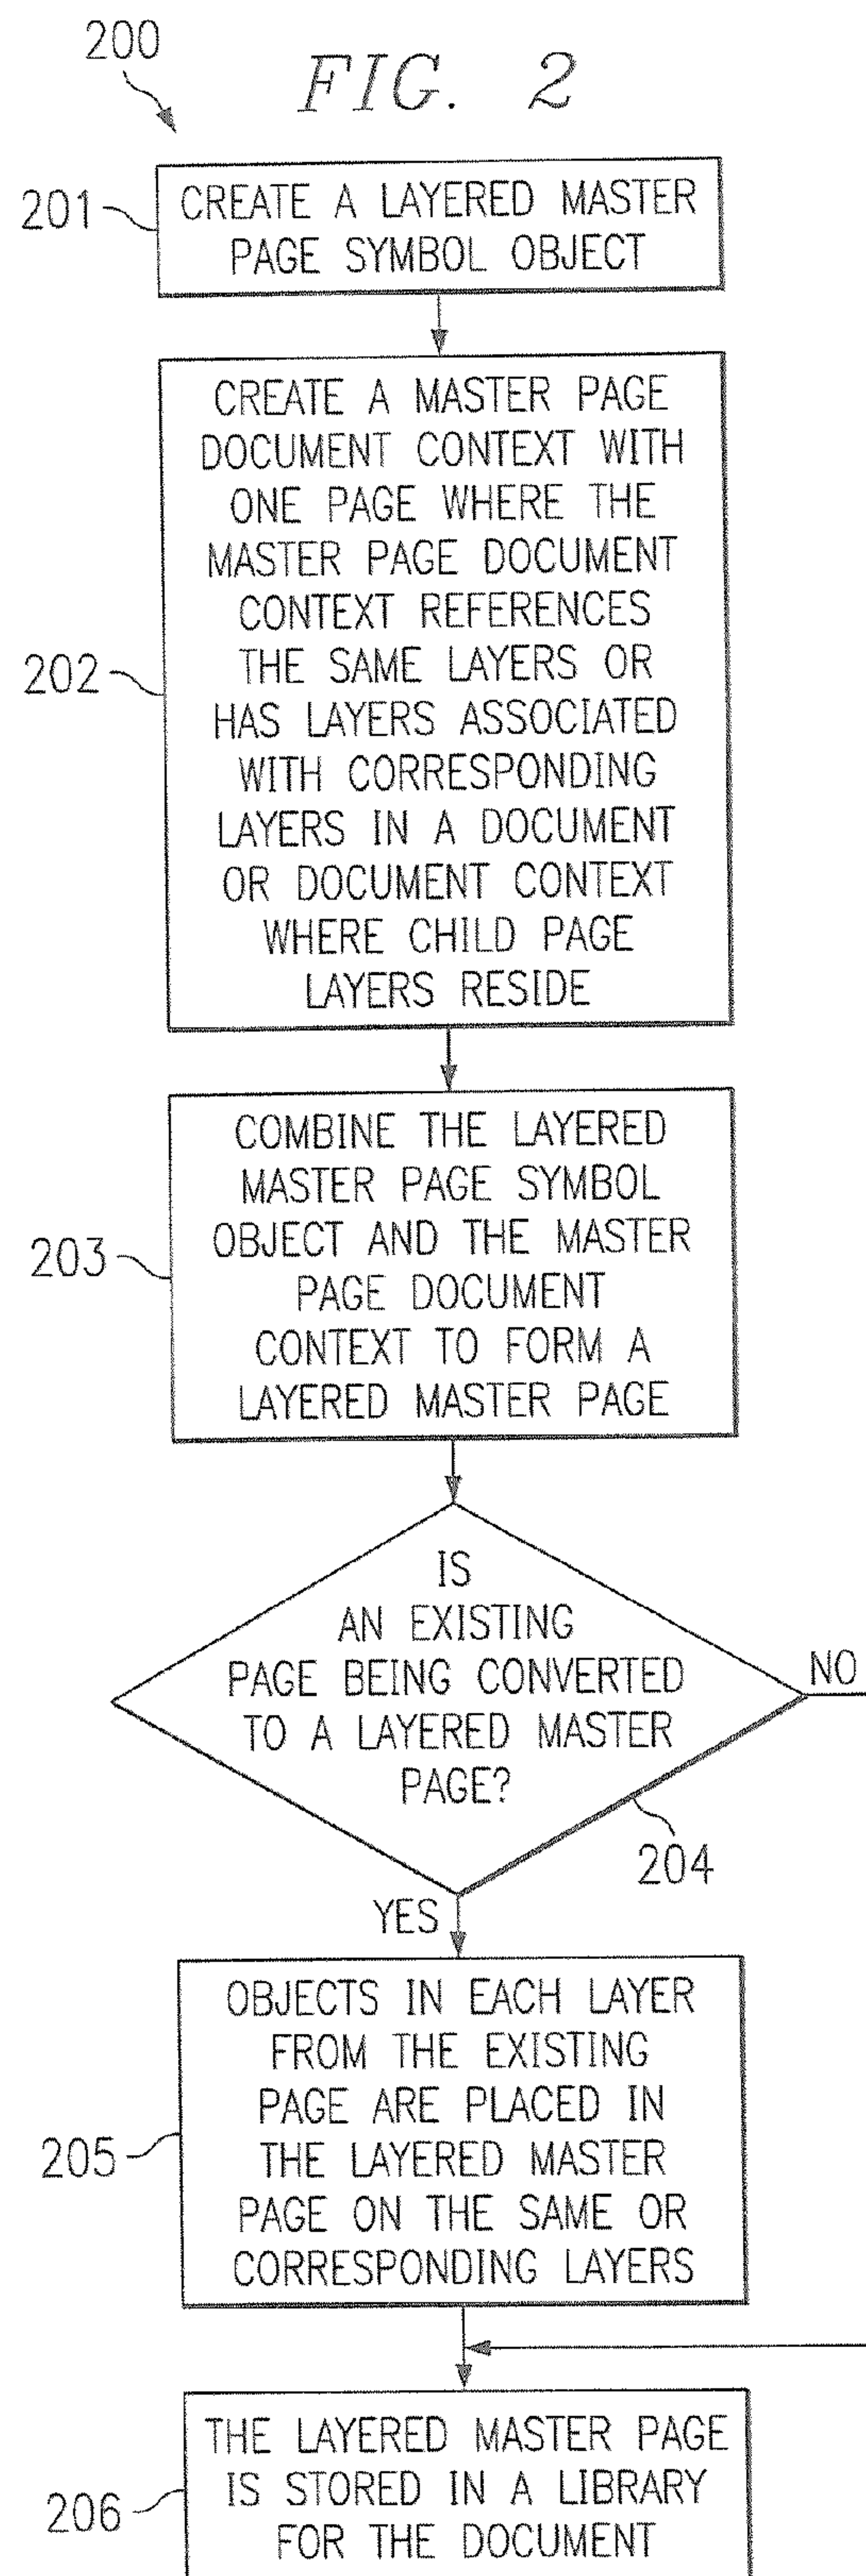 200
FIG. 2
201
CREATE A LAYERED MASTER
PAGE SYMBOL OBJECT
202
CREATE A MASTER PAGE
DOCUMENT CONTEXT WITH
ONE PAGE WHERE THE
MASTER PAGE DOCUMENT
CONTEXT REFERENCES
THE SAME LAYERS OR
HAS LAYERS ASSOCIATED
WITH CORRESPONDING
LAYERS IN A DOCUMENT
OR DOCUMENT CONTEXT
WHERE CHILD PAGE
LAYERS RESIDE
203
COMBINE THE LAYERED
MASTER PAGE SYMBOL
OBJECT AND THE MASTER
PAGE DOCUMENT
CONTEXT TO FORM A
LAYERED MASTER PAGE
IS
AN EXISTING
PAGE BEING CONVERTED
TO A LAYERED MASTER
PAGE?
NO
204
YES
205
OBJECTS IN EACH LAYER
FROM THE EXISTING
PAGE ARE PLACED IN
THE LAYERED MASTER
PAGE ON THE SAME OR
CORRESPONDING LAYERS
206
THE LAYERED MASTER PAGE
IS STORED IN A LIBRARY
FOR THE DOCUMENT